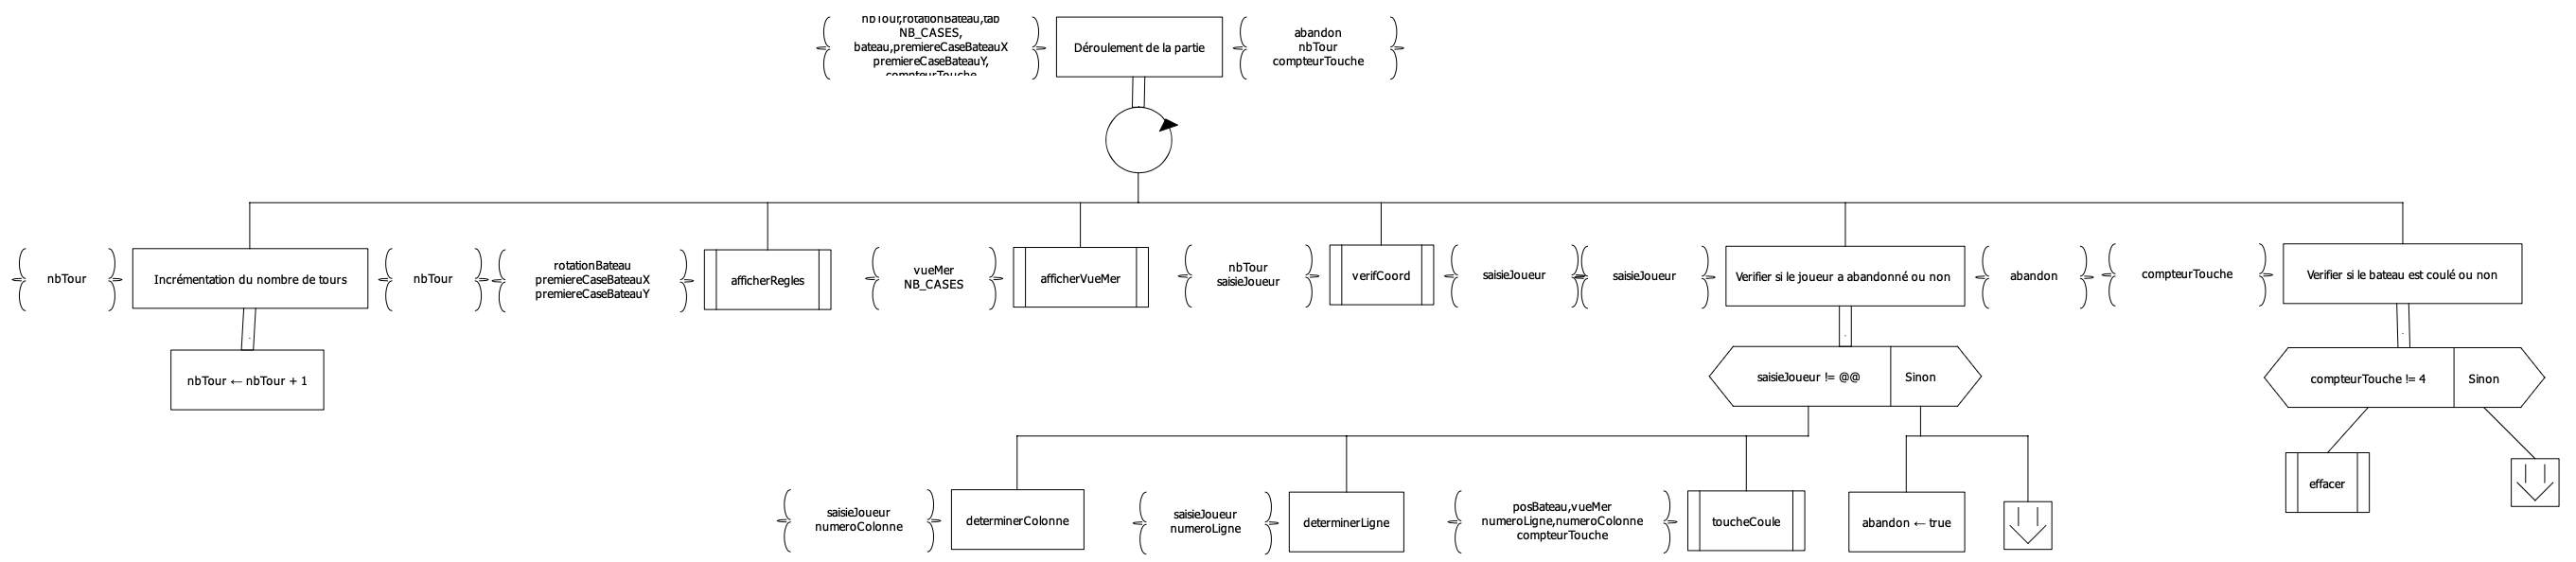 nbTour,rotationBateau,tab
NB_CASES,
bateau,premiereCaseBateauX
premiereCaseBateauY,
compteurTouche
Déroulement de la partie
abandon
nbTour
compteurTouche
nbTour
Incrémentation du nombre de tours
nbTour
rotationBateau
premiereCaseBateauX
premiereCaseBateauY
afficherRegles
vueMer
NB_CASES
afficherVueMer
nbTour
saisieJoueur
verifCoord
saisieJoueur
saisieJoueur
Verifier si le joueur a abandonné ou non
abandon
compteurTouche
Verifier si le bateau est coulé ou non
nbTour ← nbTour + 1
saisieJoueur != @@
Sinon
compteurTouche != 4
Sinon
saisieJoueur
numeroColonne
determinerColonne
saisieJoueur
numeroLigne
determinerLigne
posBateau,vueMer
numeroLigne,numeroColonne
compteurTouche
toucheCoule
abandon ← true
effacer